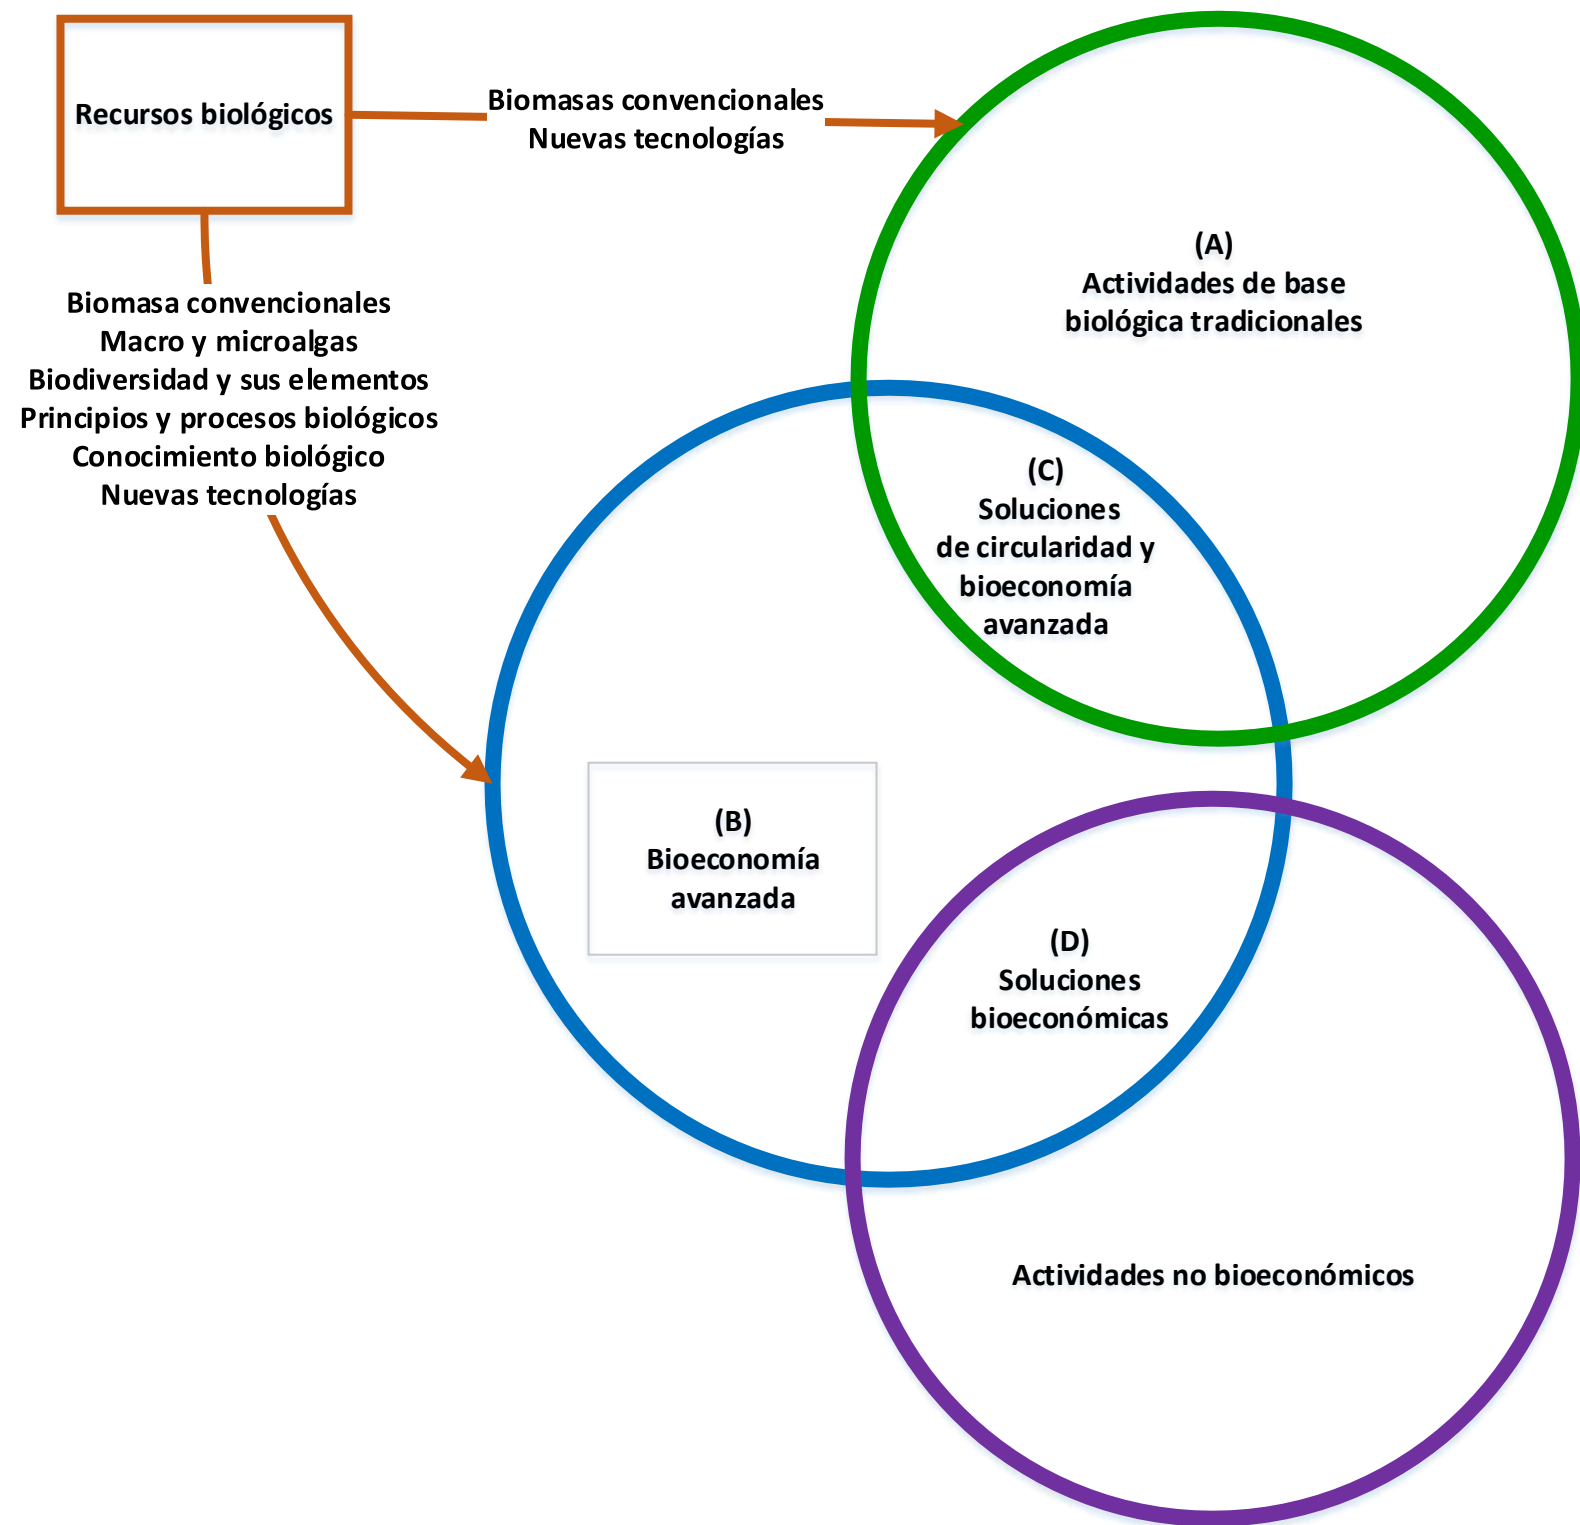 Recursos biológicos
Biomasas convencionales
Nuevas tecnologías
Biomasa convencionales
Macro y microalgas
Biodiversidad y sus elementos
Principios y procesos biológicos
Conocimiento biológico
Nuevas tecnologías
(A)
Actividades de base
biológica tradicionales
(C)
Soluciones
de circularidad y
bioeconomía
avanzada
(B)
Bioeconomía
avanzada
(D)
Soluciones
bioeconómicas
Actividades no bioeconómicos